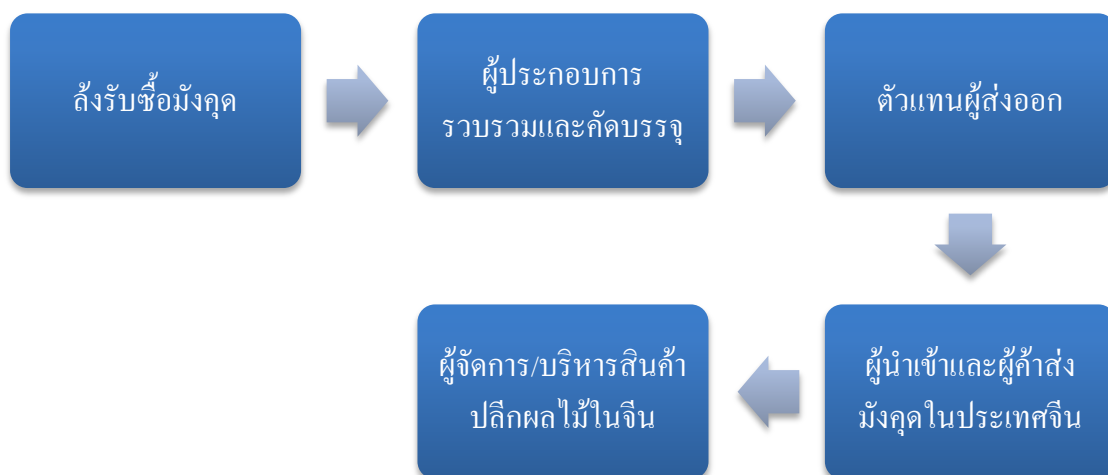 ล้งรับซื้อมังคุด
ผู้ประกอบการ
รวบรวมและคัดบรรจุ
ตัวแทนผู้ส่งออก
ผู้นำเข้าและผู้ค้าส่ง
มังคุดในประเทศจีน
ผู้จัดการ/บริหารสินค้า
ปลีกผลไม้ในจีน